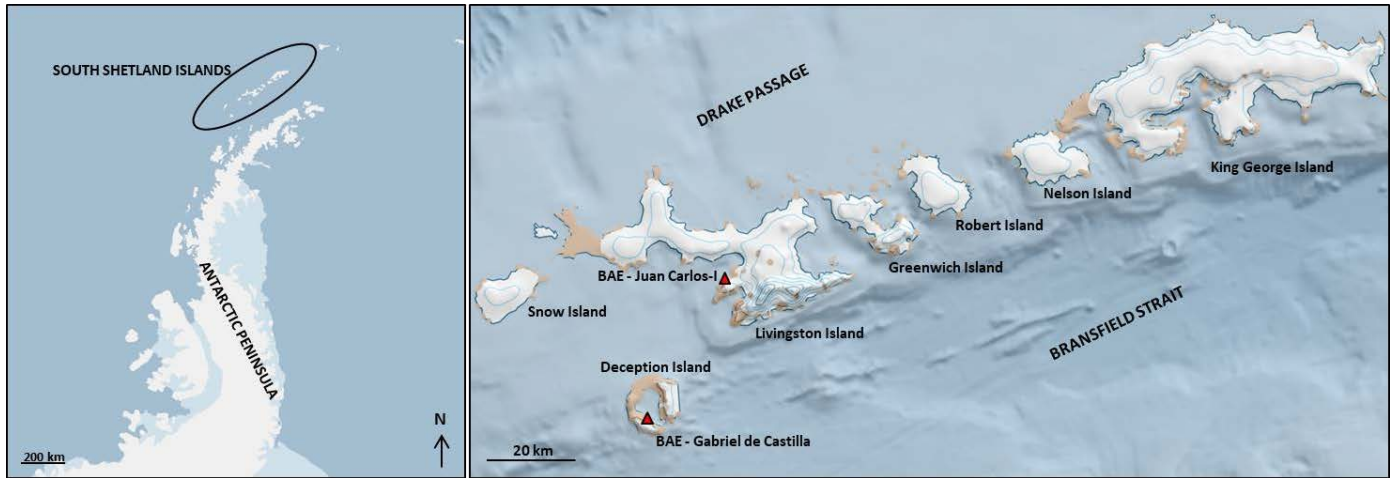 SOUTH SHETLAND ISLANDS
ANTARCTIC PENINSULA
N
200 km
DRAKE PASSAGE
King George Island
Nelson Island
Robert Island
Greenwich Island
BAE - Juan Carlos-I
Snow Island
Livingston Island
BRANSFIELD STRAIT
Deception Island
BAE - Gabriel de Castilla
20 km